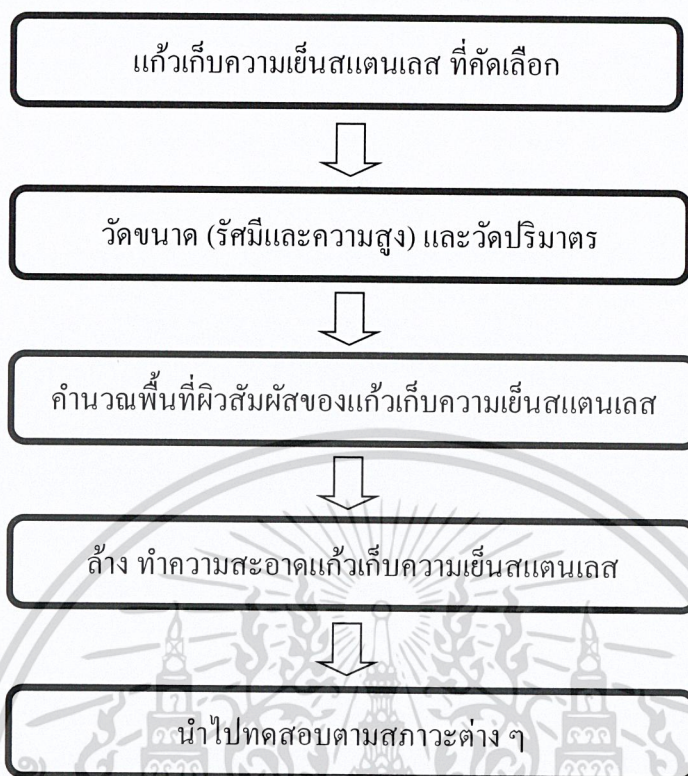 แก้วเก็บความเย็นสแตนเลส ที่คัดเลือก
วัดขนาด (รัศมีและความสูง) และวัดปริมาตร
คำนวณพื้นที่ผิวสัมผัสของแก้วเก็บความเย็นสแตนเลส
ล้าง ทำความสะอาดแก้วเก็บความเย็นสแตนเลส
นำไปทดสอบตามสภาวะต่าง ๆ